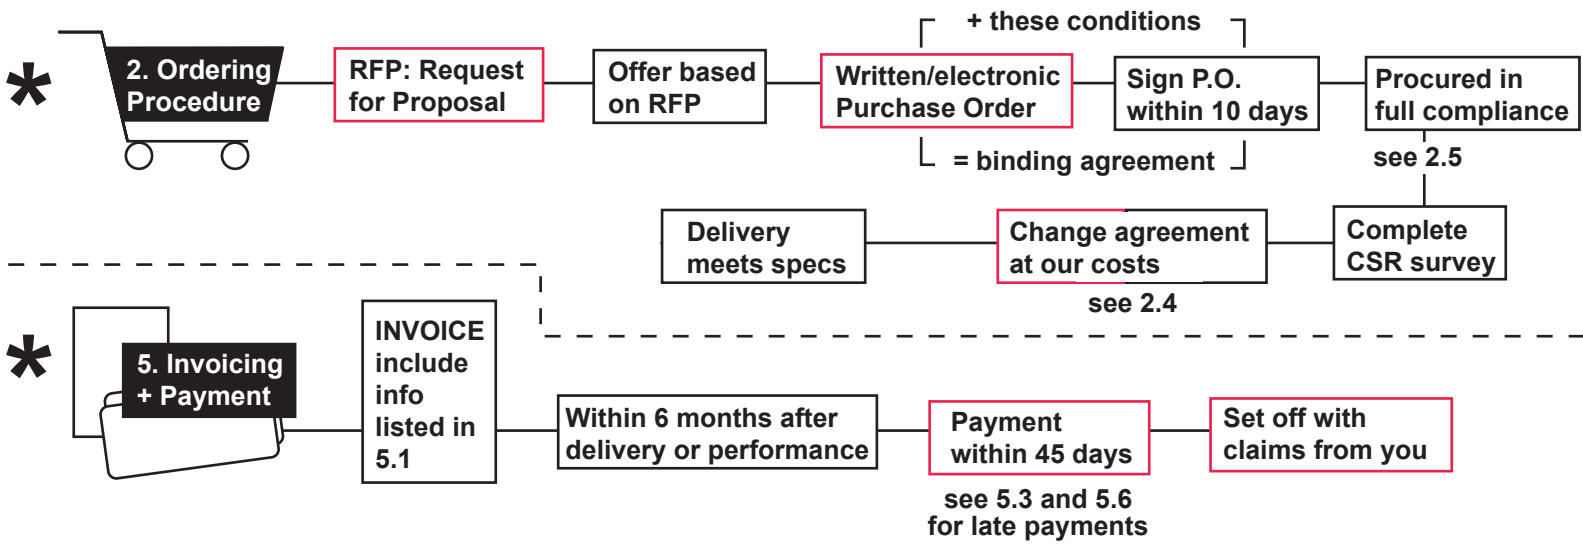 + these conditions
*
2. Ordering
Procedure
RFP: Request
for Proposal
Offer based
on RFP
Written/electronic
Purchase Order
Sign P.O.
within 10 days
Procured in
full compliance
= binding agreement
see 2.5
Delivery
meets specs
Change agreement
at our costs
Complete
CSR survey
see 2.4
*
5. Invoicing
+ Payment
INVOICE
include
info
listed in
5.1
Within 6 months after
delivery or performance
Payment
within 45 days
Set off with
claims from you
see 5.3 and 5.6
for late payments